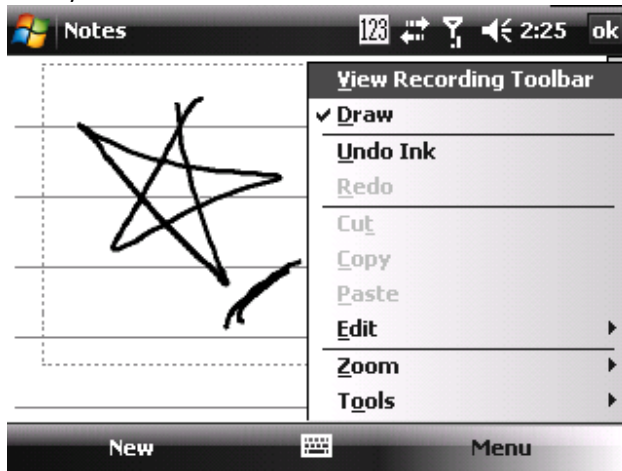 Notes 123 2:25 ok
View Recording Toolbar
Draw
Undo Ink
Redo
Cut
Copy
Paste
Edit
Zoom
Tools
New Menu